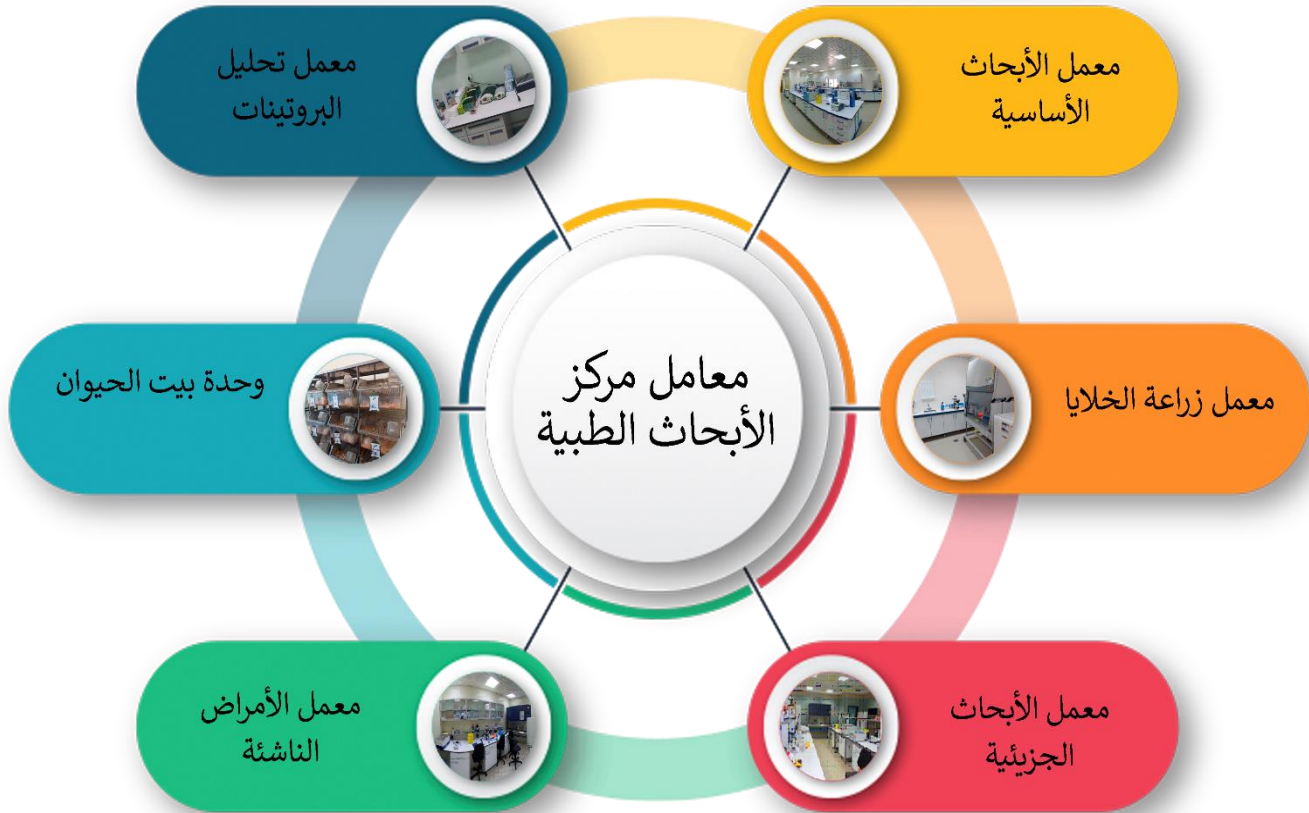 معامل مركز
الأبحاث الطبية
معمل الأبحاث
الأساسية
معمل زراعة الخلايا
معمل الأبحاث
الجزيئية
معمل الأمراض
الناشئة
وحدة بيت الحيوان
معمل تحليل
البروتينات